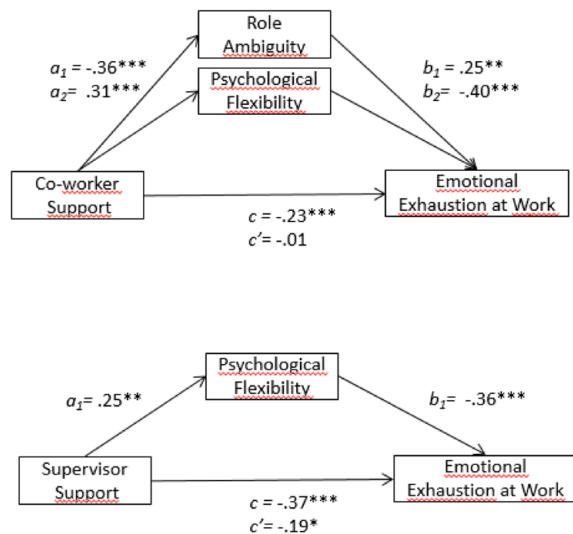 Role
Ambiguity
a1 = -.36***
a2= .31***
Psychological
Flexibility
b1 = .25**
b2= -.40***
Co-worker
Support
Emotional
Exhaustion at Work
c = -.23***
c'= -.01
Psychological
Flexibility
a1= .25**
b1= -.36***
Supervisor
Support
Emotional
Exhaustion at Work
c = -.37***
c'= -.19*